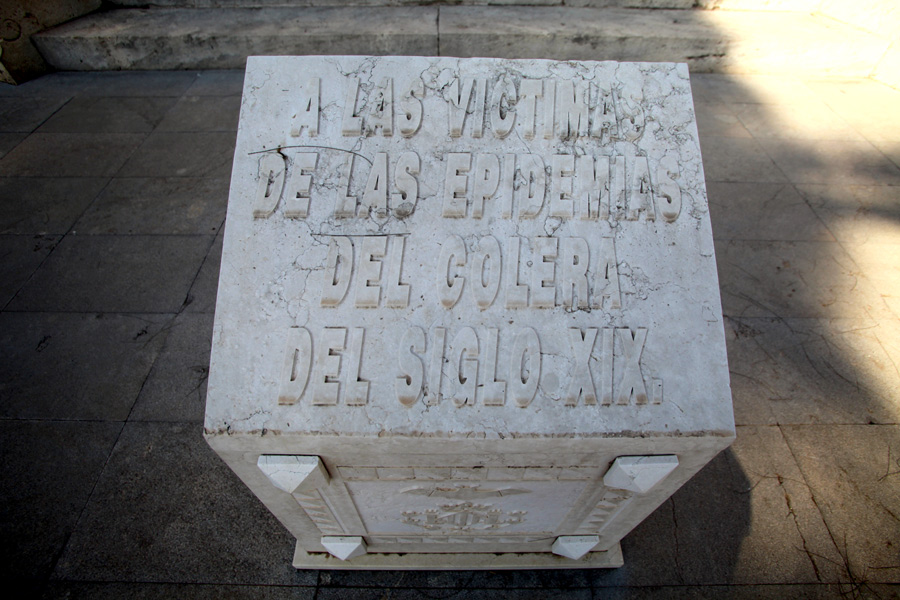 A LAS VICTIMAS
DE LAS EPIDEMIAS
DEL COLERA
DEL SIGLO XIX.